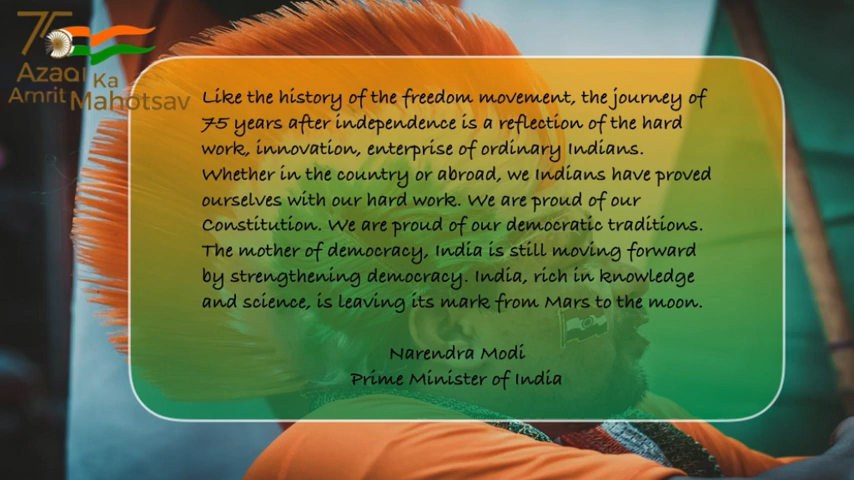 75
Azadi Ka
Amrit Mahotsav
Like the history of the freedom movement, the journey of
75 years after independence is a reflection of the hard
work, innovation, enterprise of ordinary Indians.
Whether in the country or abroad, we Indians have proved
ourselves with our hard work. We are proud of our
Constitution. We are proud of our democratic traditions.
The mother of democracy, India is still moving forward
by strengthening democracy. India, rich in knowledge
and science, is leaving its mark from Mars to the moon.
Narendra Modi
Prime Minister of India